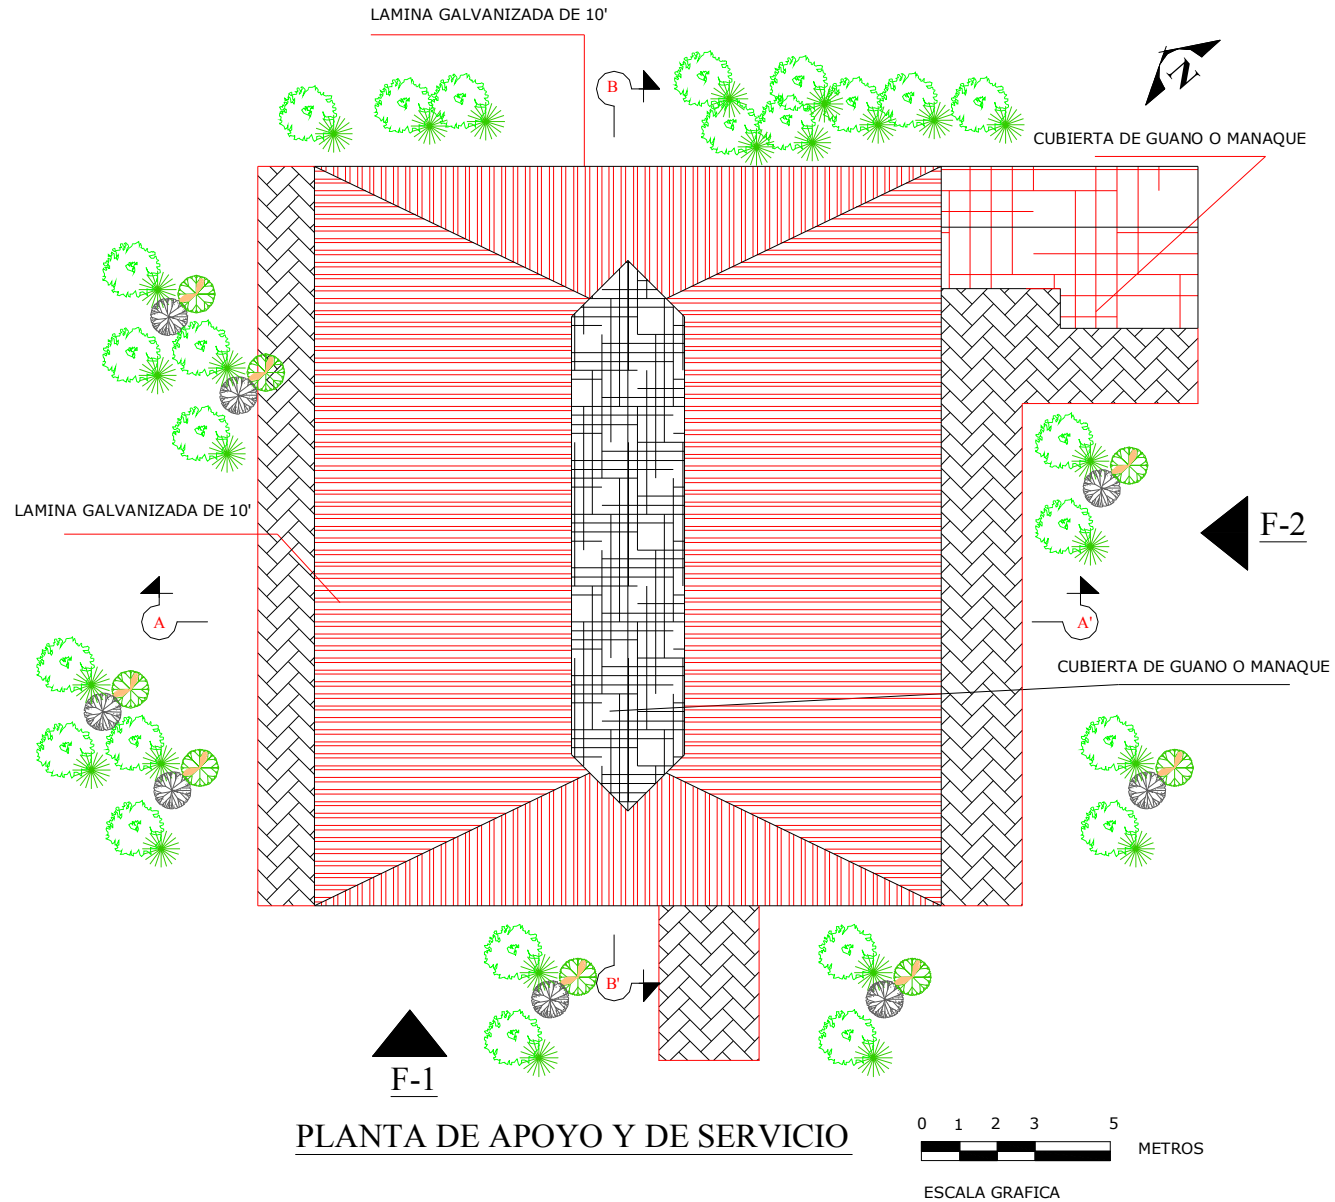 LAMINA GALVANIZADA DE 10'
B
N
CUBIERTA DE GUANO O MANAQUE
LAMINA GALVANIZADA DE 10'
F-2
A
A'
CUBIERTA DE GUANO O MANAQUE
B'
F-1
PLANTA DE APOYO Y DE SERVICIO
0 1 2 3 5
METROS
ESCALA GRAFICA